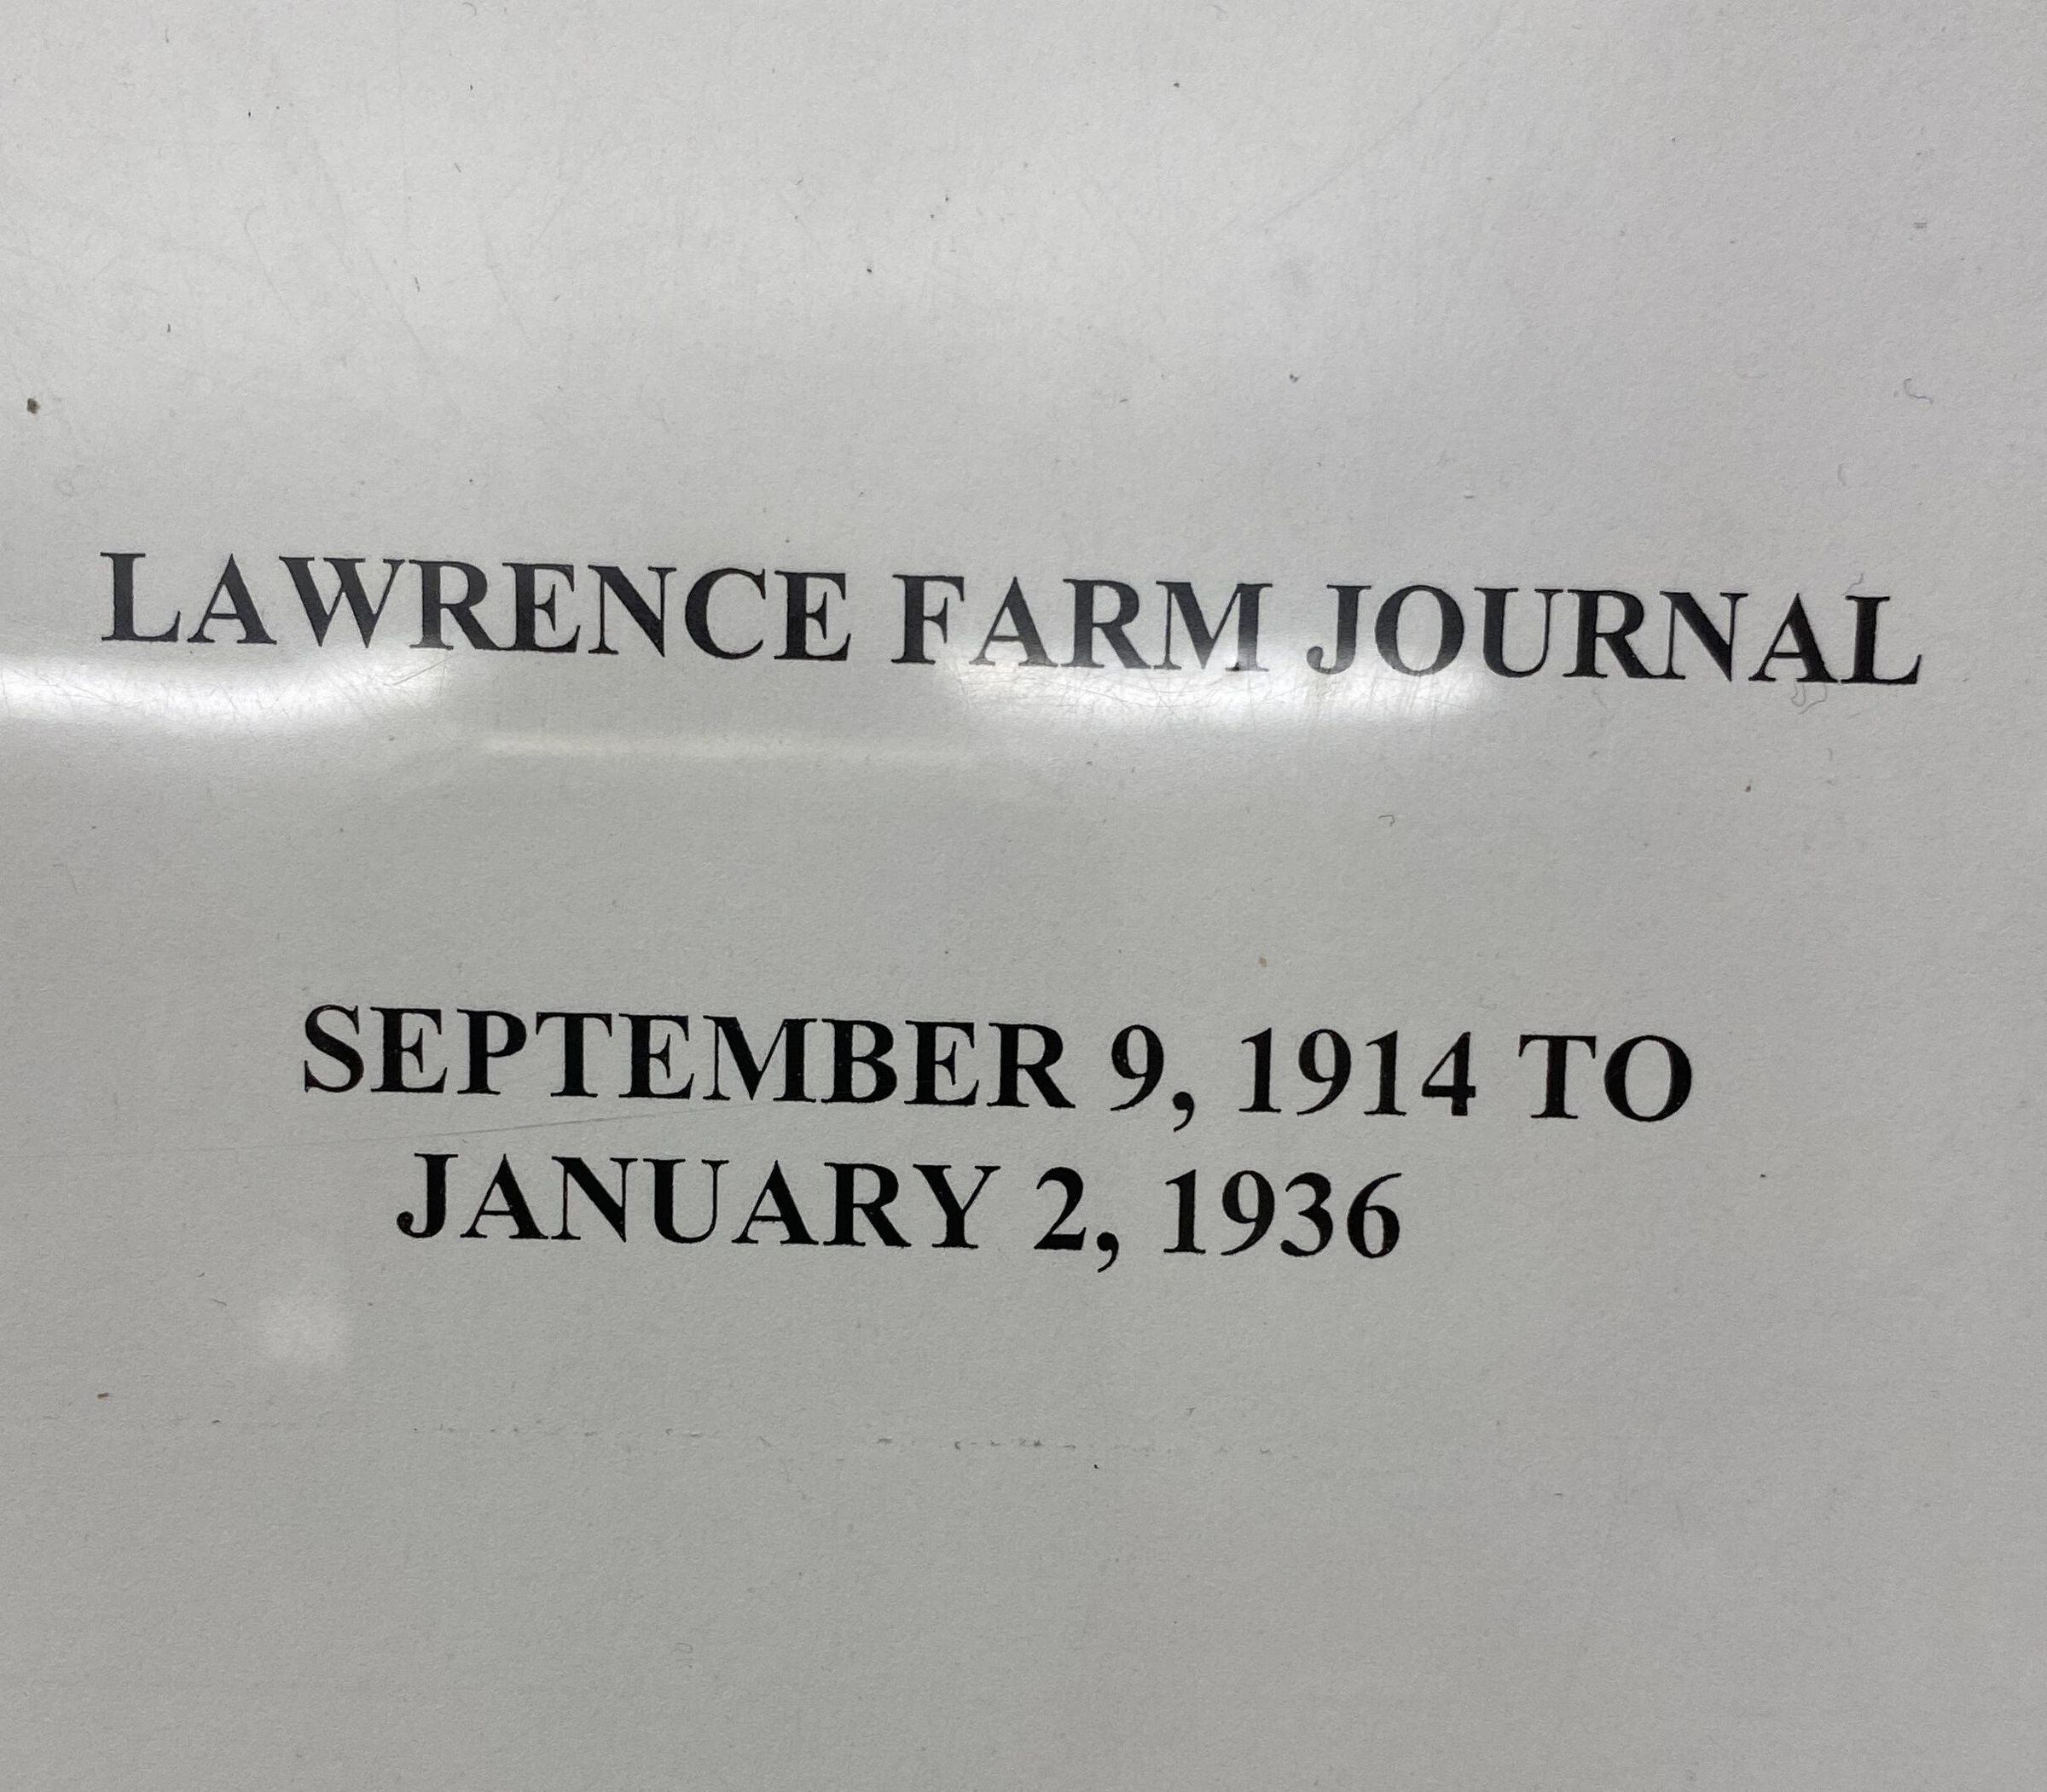 LAWRENCE FARM JOURNAL
SEPTEMBER 9, 1914 TO
JANUARY 2, 1936